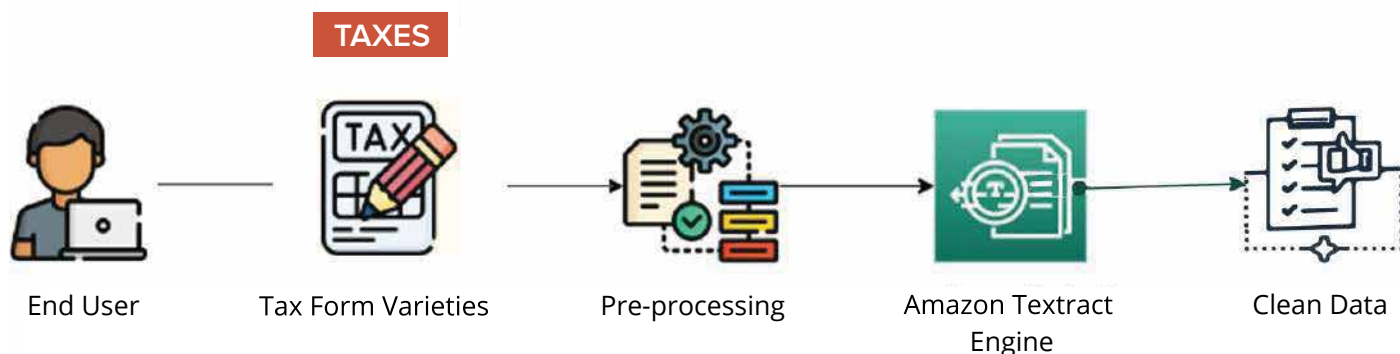 TAXES
TAX
T
End User
Tax Form Varieties
Pre-processing
Amazon Textract
Engine
Clean Data